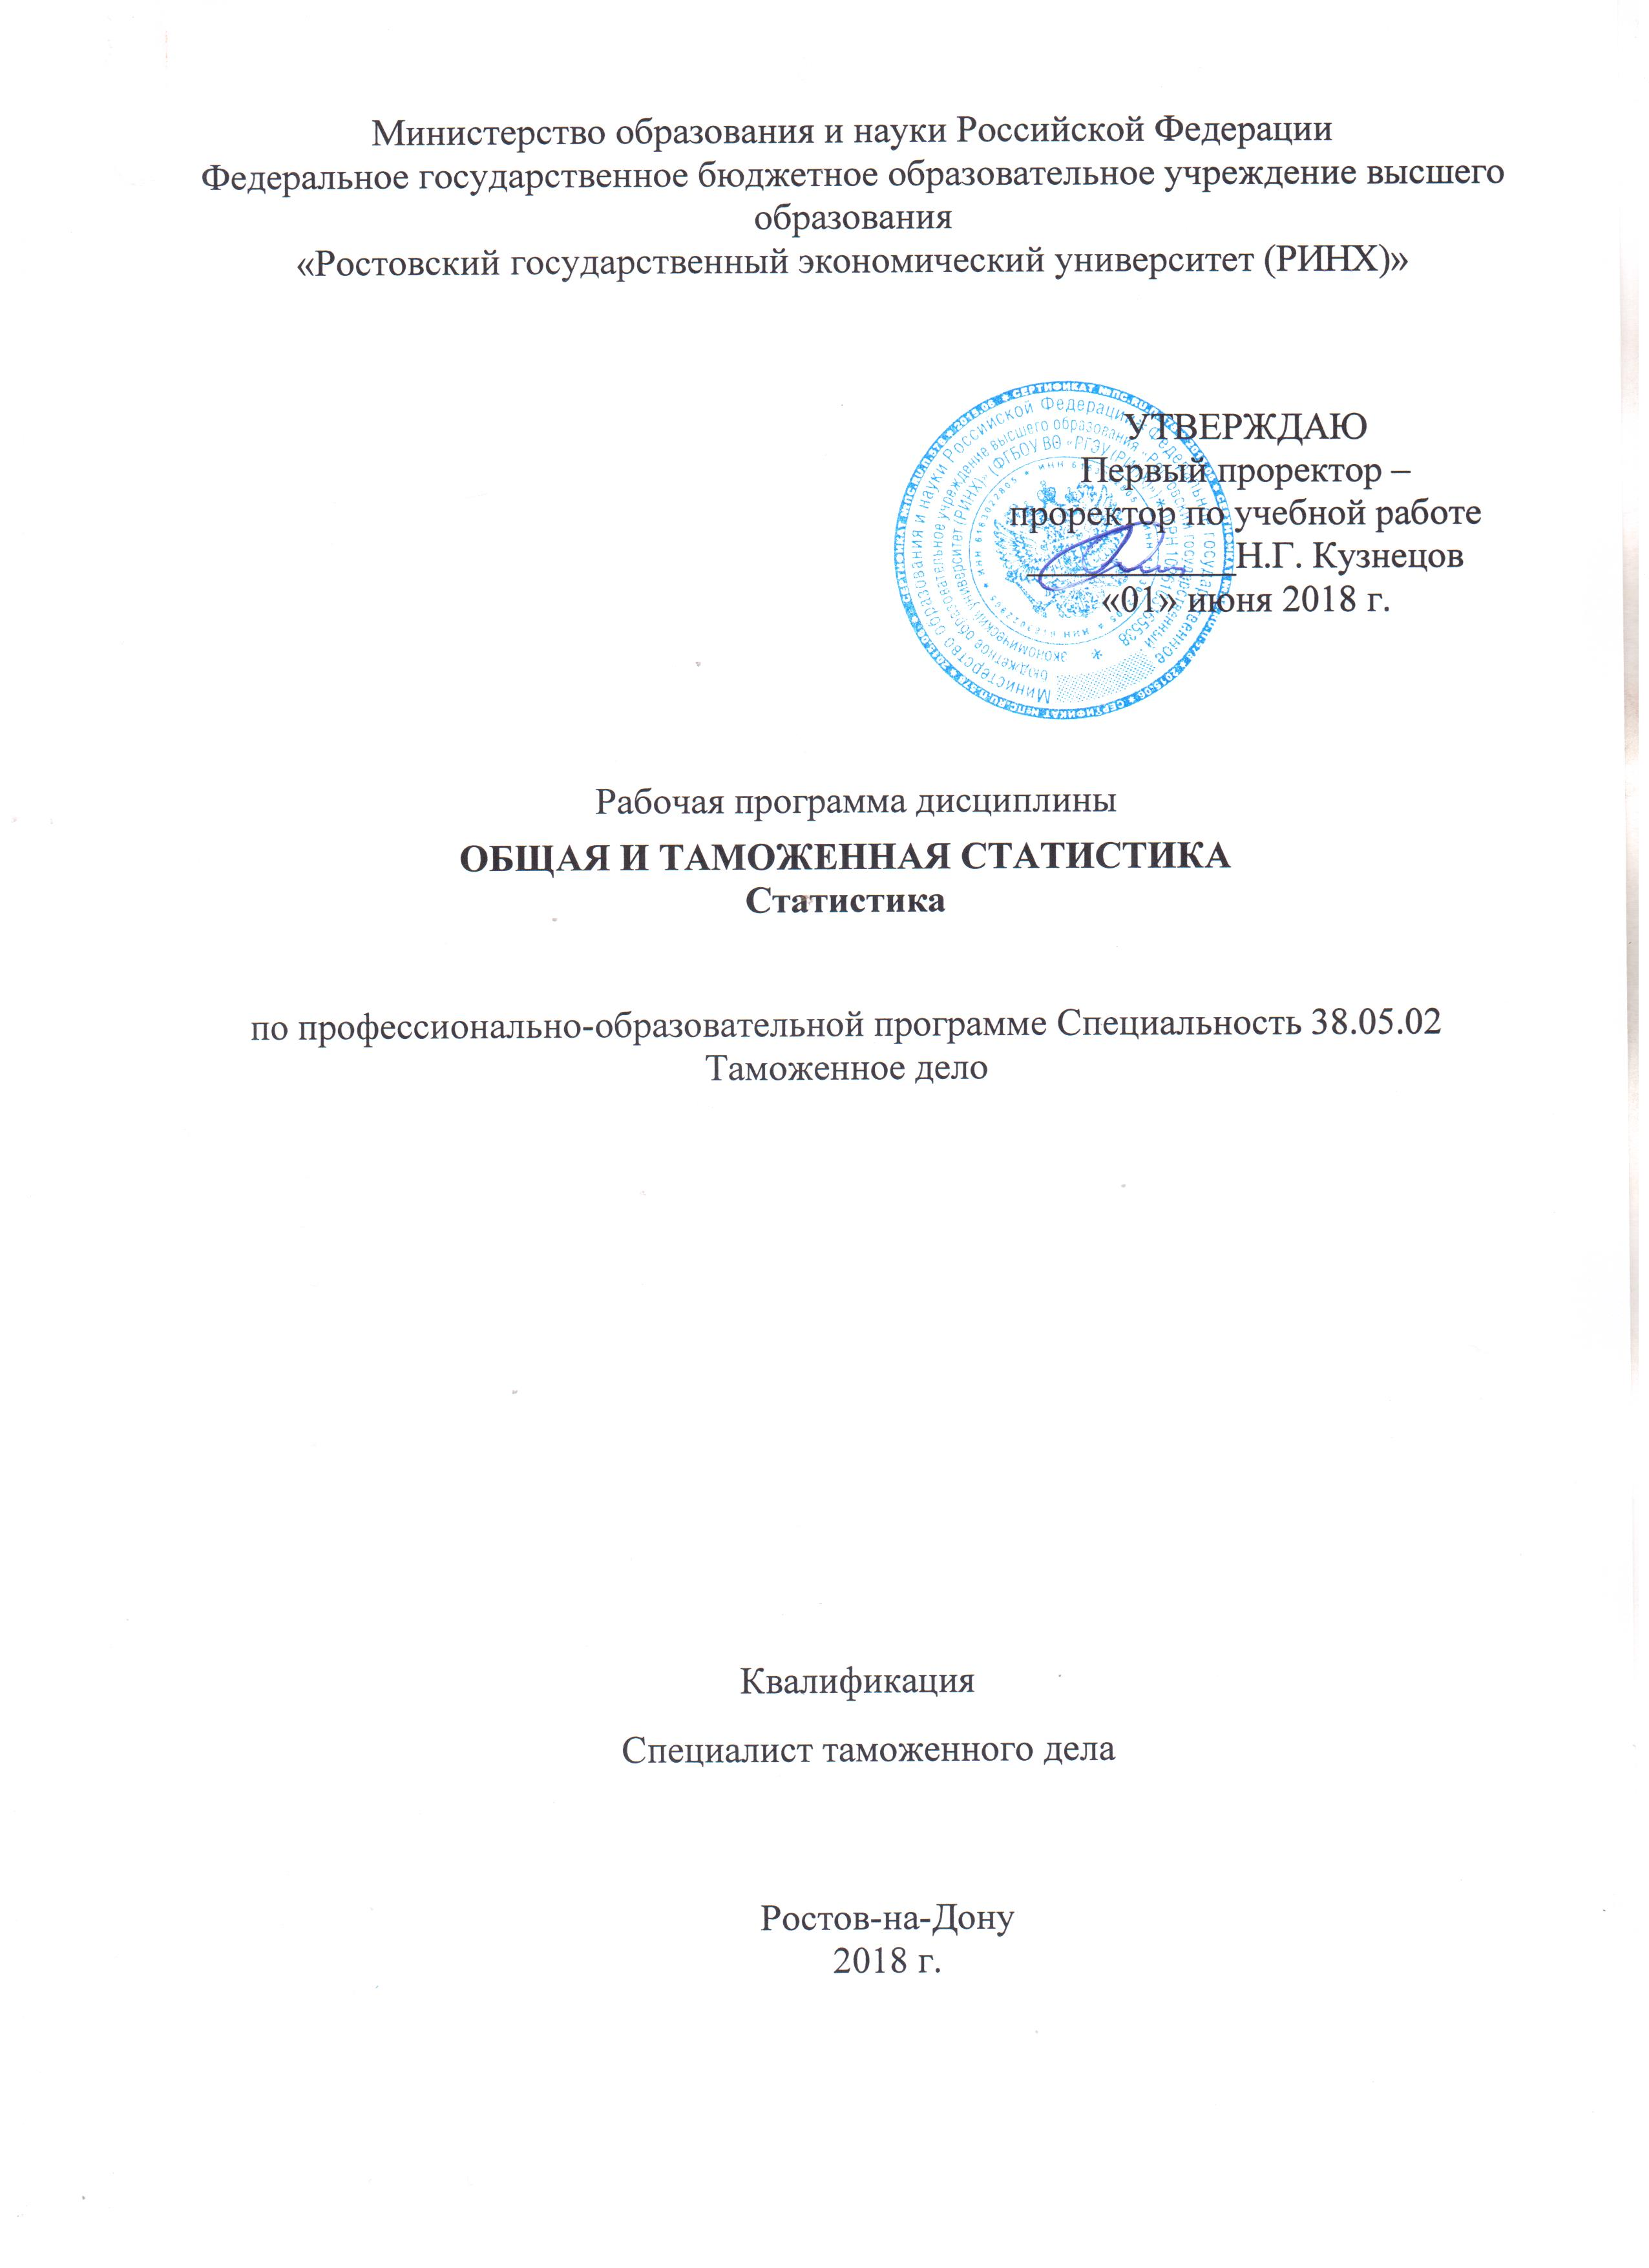 Министерство образования и науки Российской Федерации
Федеральное государственное бюджетное образовательное учреждение высшего
образования
«Ростовский государственный экономический университет (РИНХ)»
УТВЕРЖДАЮ
Первый проректор –
проректор по учебной работе
Н.Г. Кузнецов
«01» июня 2018 г.
Рабочая программа дисциплины
ОБЩАЯ И ТАМОЖЕННАЯ СТАТИСТИКА
Статистика
по профессионально-образовательной программе Специальность 38.05.02
Таможенное дело
Квалификация
Специалист таможенного дела
Ростов-на-Дону
2018 г.